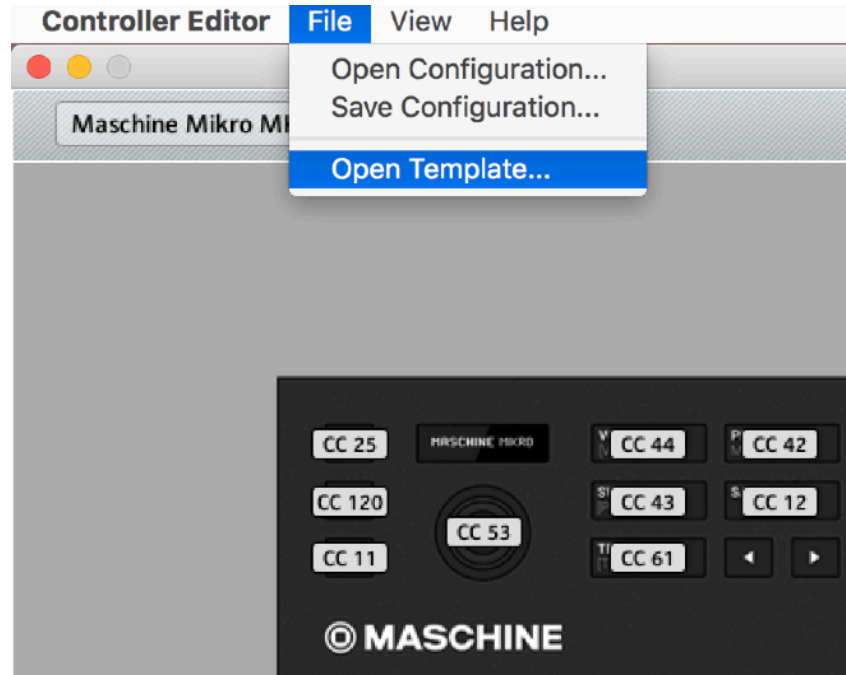 Controller Editor File View Help
Open Configuration...
Save Configuration...
Maschine Mikro
Open Template...
CC 25 MASCHINE MIKRO CC 44 CC 42
CC 120 CC 43 CC 12
CC 53
CC 11 CC 61
MASCHINE